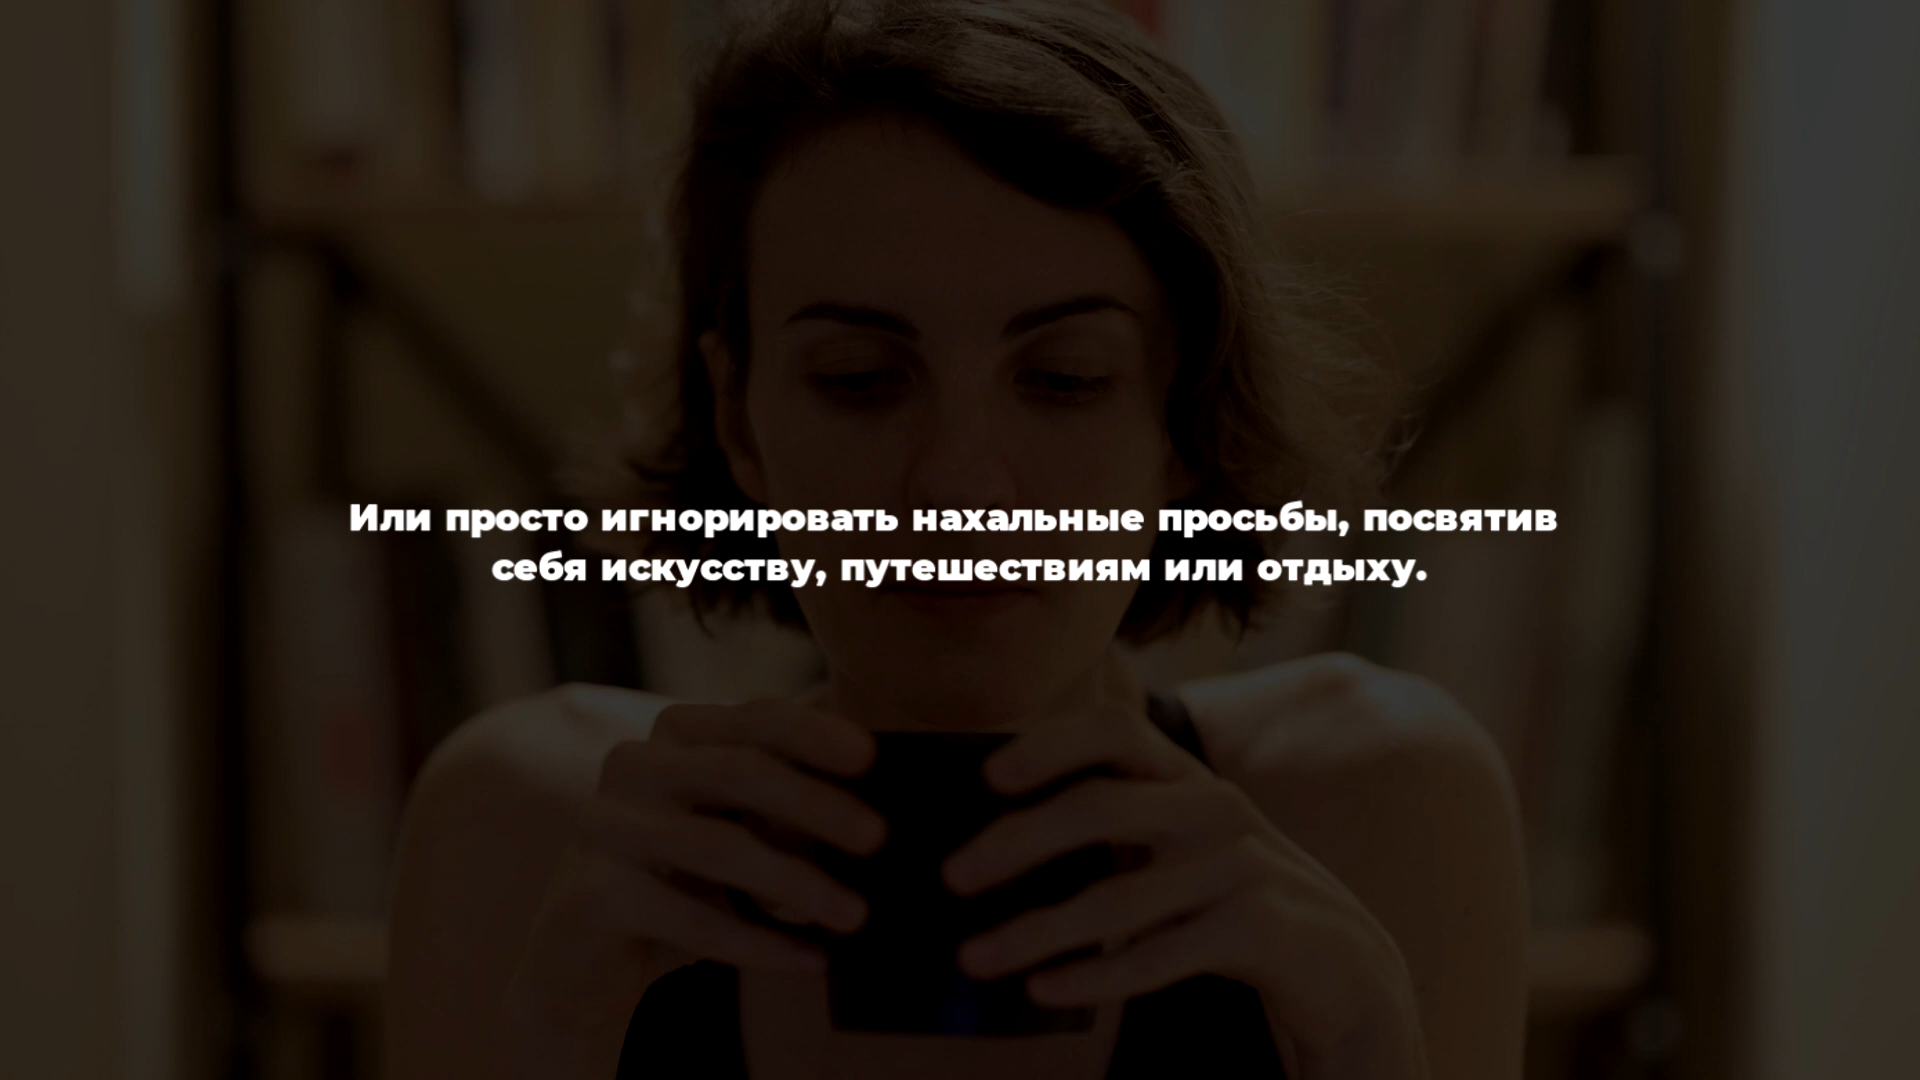 Или просто игнорировать нахальные просьбы, посвятив
себя искусству, путешествиям или отдыху.